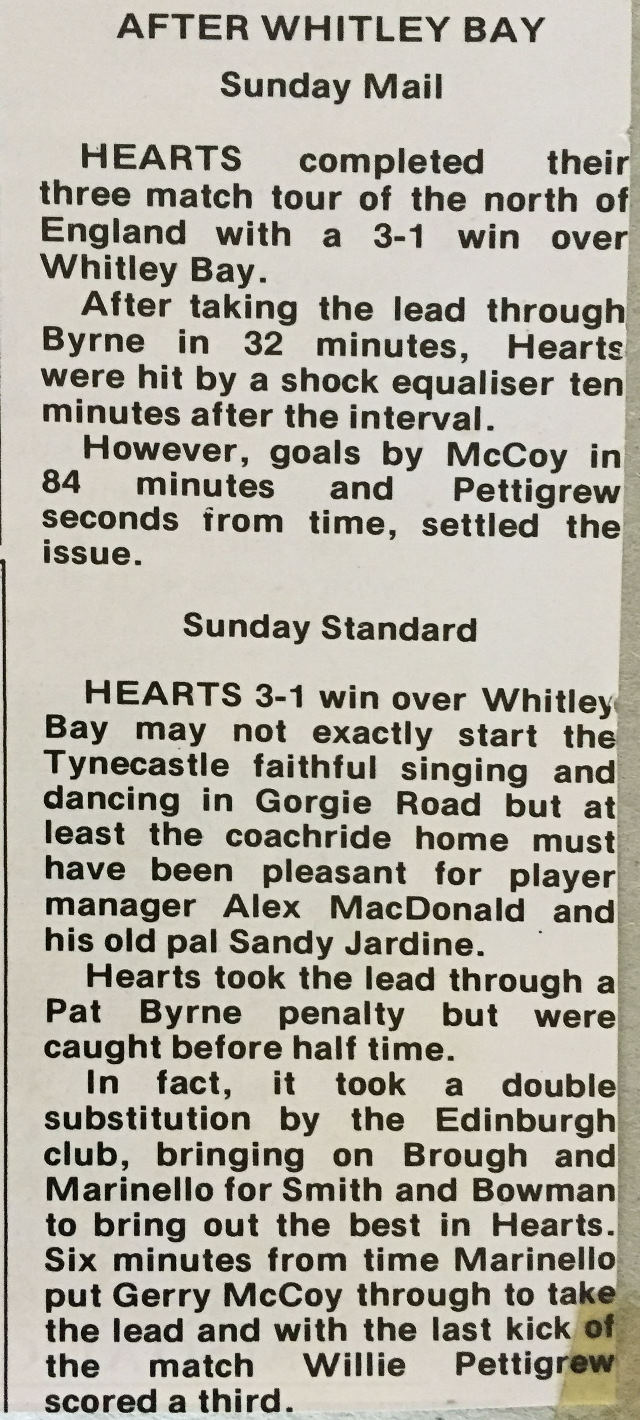 AFTER WHITLEY BAY
Sunday Mail
HEARTS completed their
three match tour of the north of
England with a 3-1 win over
Whitley Bay.
After taking the lead through
Byrne in 32 minutes, Hearts
were hit by a shock equaliser ten
minutes after the interval.
However, goals by McCoy in
84 minutes and Pettigrew
seconds from time, settled the
issue.
Sunday Standard
HEARTS 3-1 win over Whitley
Bay may not exactly start the
Tynecastle faithful singing and
dancing in Gorgie Road but at
least the coachride home must
have been pleasant for player
manager Alex MacDonald and
his old pal Sandy Jardine.
Hearts took the lead through a
Pat Byrne penalty but were
caught before half time.
In fact, it took a double
substitution by the Edinburgh
club, bringing on Brough and
Marinello for Smith and Bowman
to bring out the best in Hearts.
Six minutes from time Marinello
put Gerry McCoy through to take
the lead and with the last kick of
the match Willie Pettigrew
scored a third.